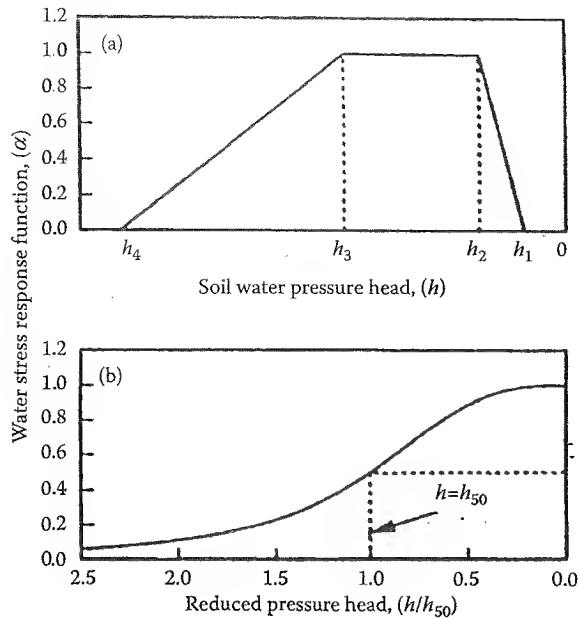 1.2
(a)
1.0
0.8
0.6
0.4
0.2
0.0
h4 h3 h2 h1 0
Soil water pressure head, (h)
Water stress response function, (α)
1.2
(b)
1.0
0.8
0.6
0.4
0.2
0.0
h=h50
2.5 2.0 1.5 1.0 0.5 0.0
Reduced pressure head, (h/h50)